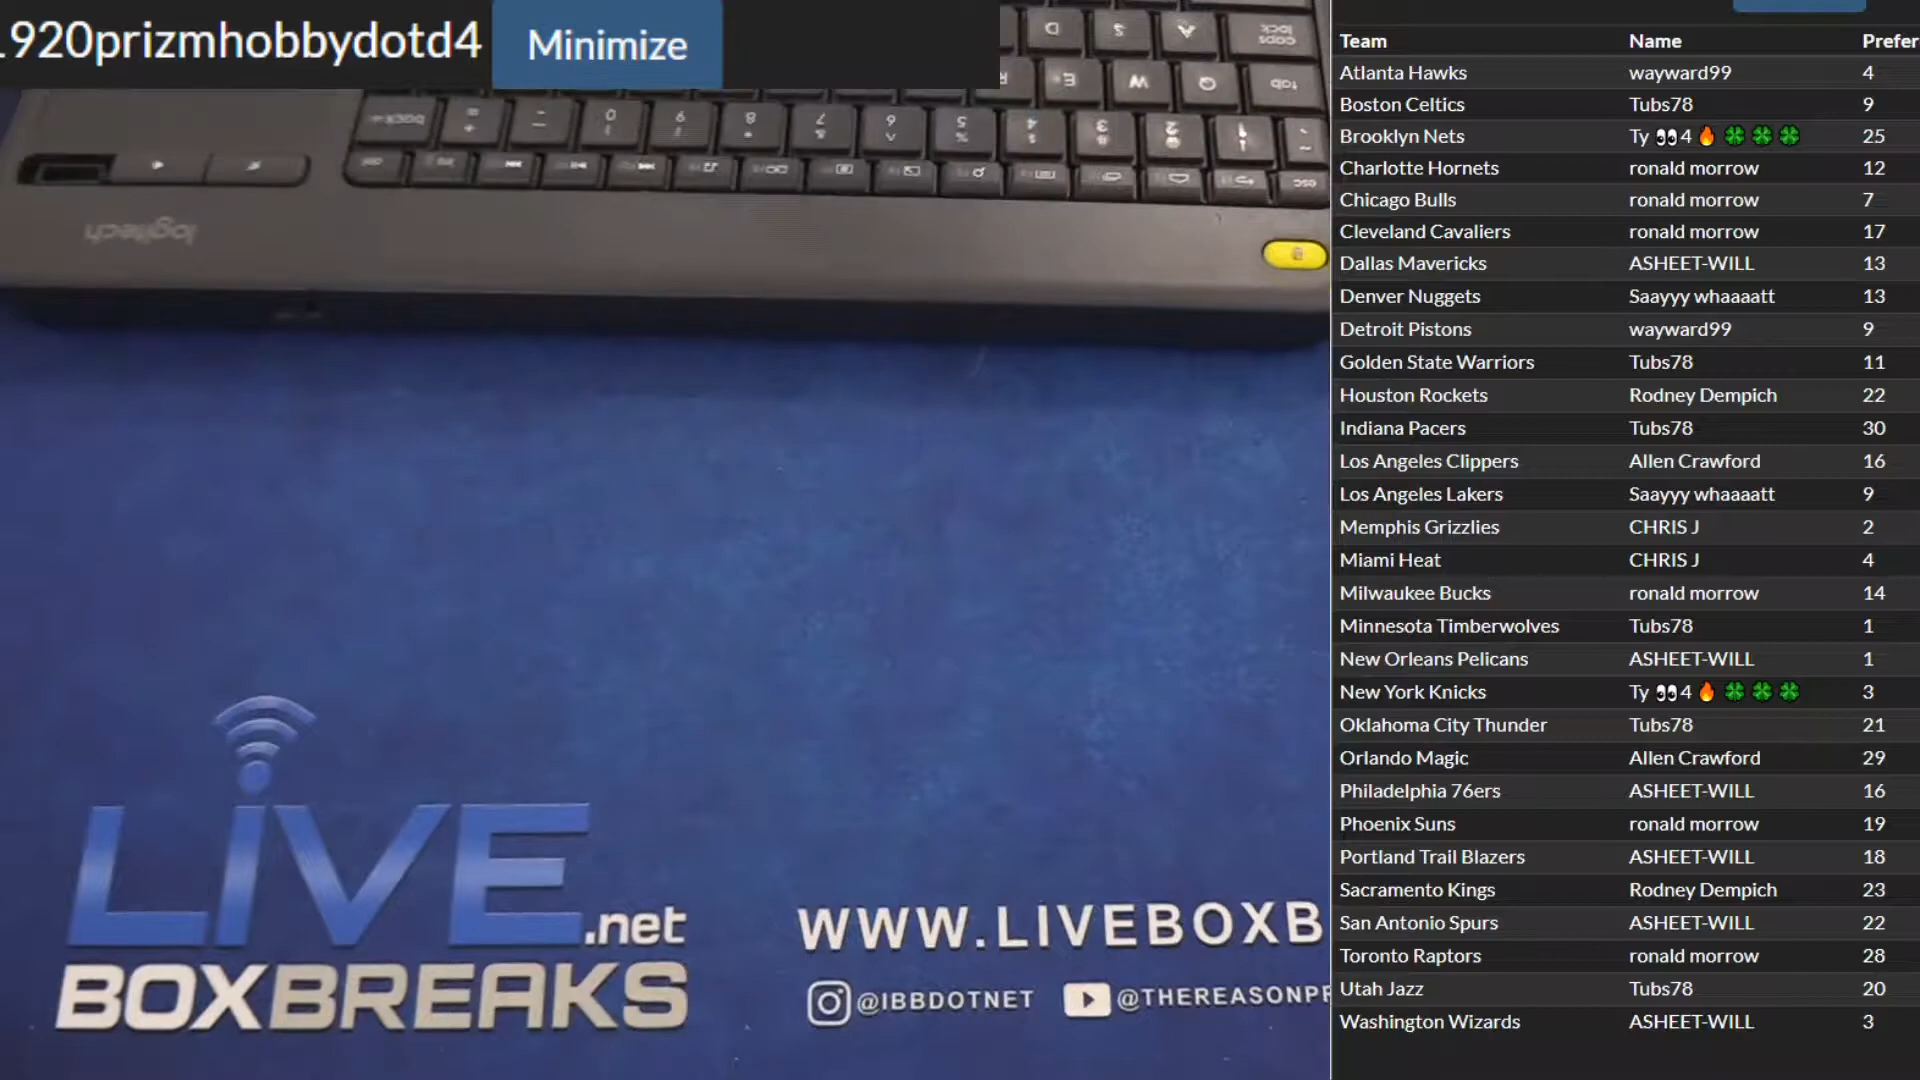 1920prizmhobbydotd4 Minimize
Team Name Prefer
Atlanta Hawks wayward99 4
Boston Celtics Tubs78 9
Brooklyn Nets Ty 👀4🔥🍀🍀🍀 25
Charlotte Hornets ronald morrow 12
Chicago Bulls ronald morrow 7
Cleveland Cavaliers ronald morrow 17
Dallas Mavericks ASHEET-WILL 13
Denver Nuggets Saayyy whaaaatt 13
Detroit Pistons wayward99 9
Golden State Warriors Tubs78 11
Houston Rockets Rodney Dempich 22
Indiana Pacers Tubs78 30
Los Angeles Clippers Allen Crawford 16
Los Angeles Lakers Saayyy whaaaatt 9
Memphis Grizzlies CHRIS J 2
Miami Heat CHRIS J 4
Milwaukee Bucks ronald morrow 14
Minnesota Timberwolves Tubs78 1
New Orleans Pelicans ASHEET-WILL 1
New York Knicks Ty 👀4🔥🍀🍀🍀 3
Oklahoma City Thunder Tubs78 21
Orlando Magic Allen Crawford 29
Philadelphia 76ers ASHEET-WILL 16
Phoenix Suns ronald morrow 19
Portland Trail Blazers ASHEET-WILL 18
Sacramento Kings Rodney Dempich 23
San Antonio Spurs ASHEET-WILL 22
Toronto Raptors ronald morrow 28
Utah Jazz Tubs78 20
Washington Wizards ASHEET-WILL 3
logitech
LIVE.net
BOXBREAKS
WWW.LIVEBOXB
@IBBDOTNET @THEREASONPR